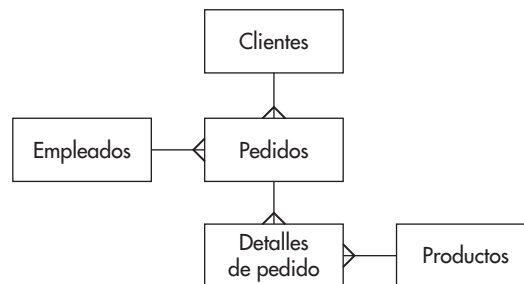 Clientes
Empleados
Pedidos
Detalles
de pedido
Productos